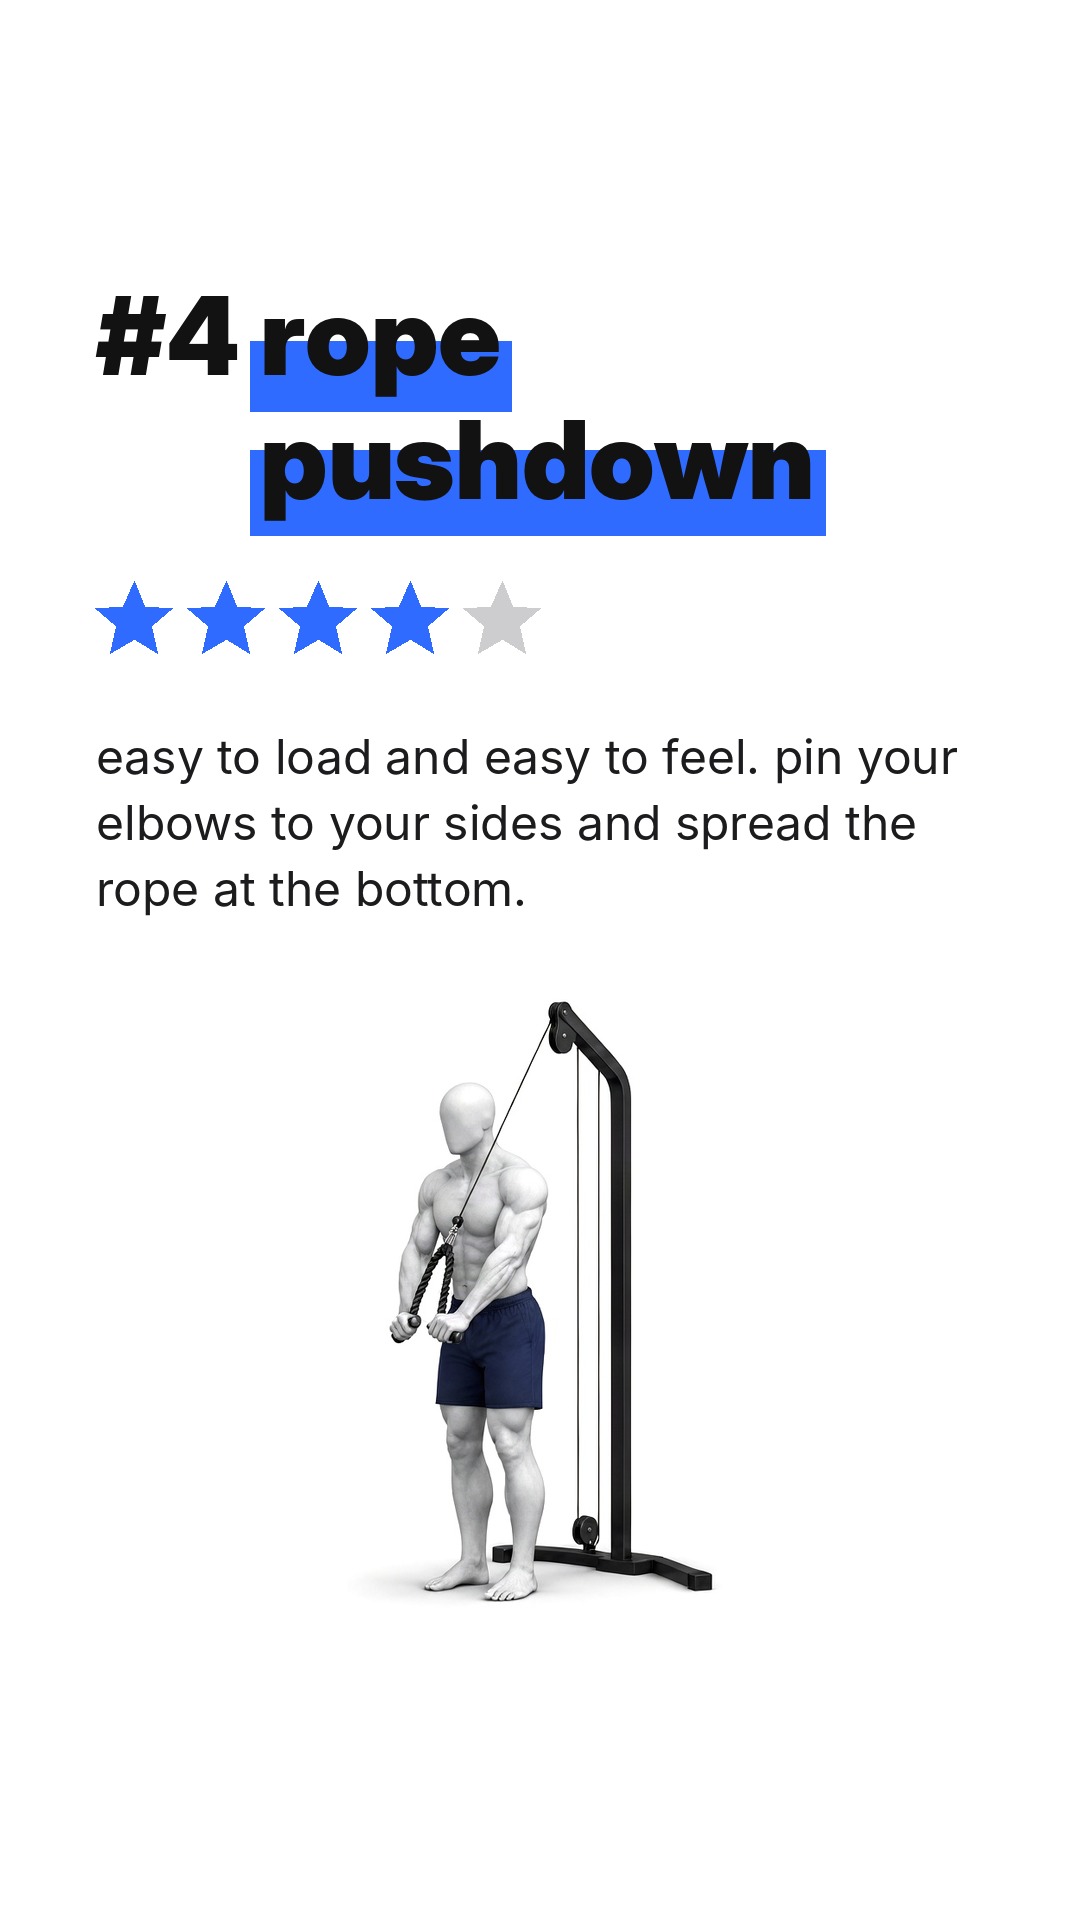 #4 rope
pushdown
easy to load and easy to feel. pin your
elbows to your sides and spread the
rope at the bottom.